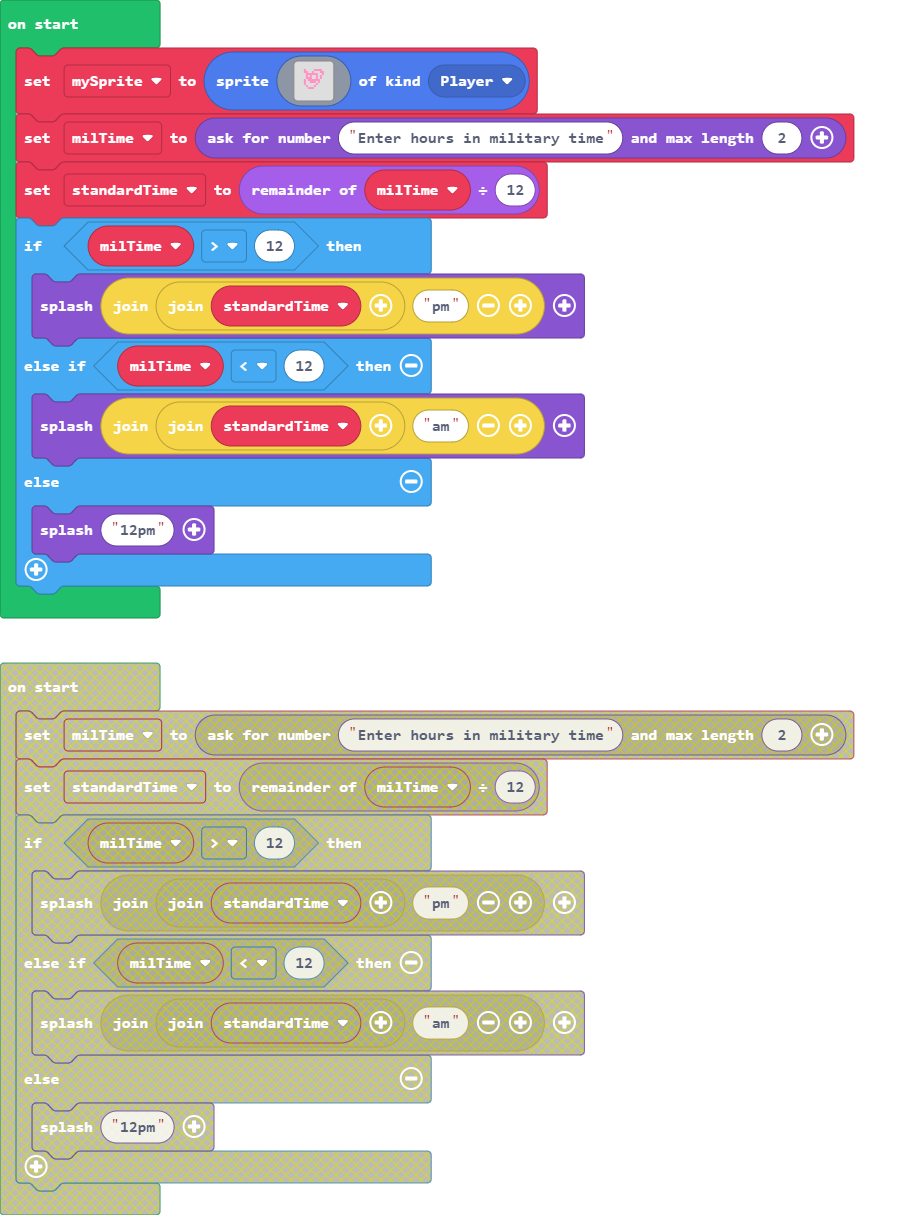 on start
set mySprite to sprite of kind Player
set milTime to ask for number "Enter hours in military time" and max length 2
set standardTime to remainder of milTime ÷ 12
if milTime > 12 then
splash join join standardTime "pm"
else if milTime < 12 then
splash join join standardTime "am"
else
splash "12pm"
on start
set milTime to ask for number "Enter hours in military time" and max length 2
set standardTime to remainder of milTime ÷ 12
if milTime > 12 then
splash join join standardTime "pm"
else if milTime < 12 then
splash join join standardTime "am"
else
splash "12pm"